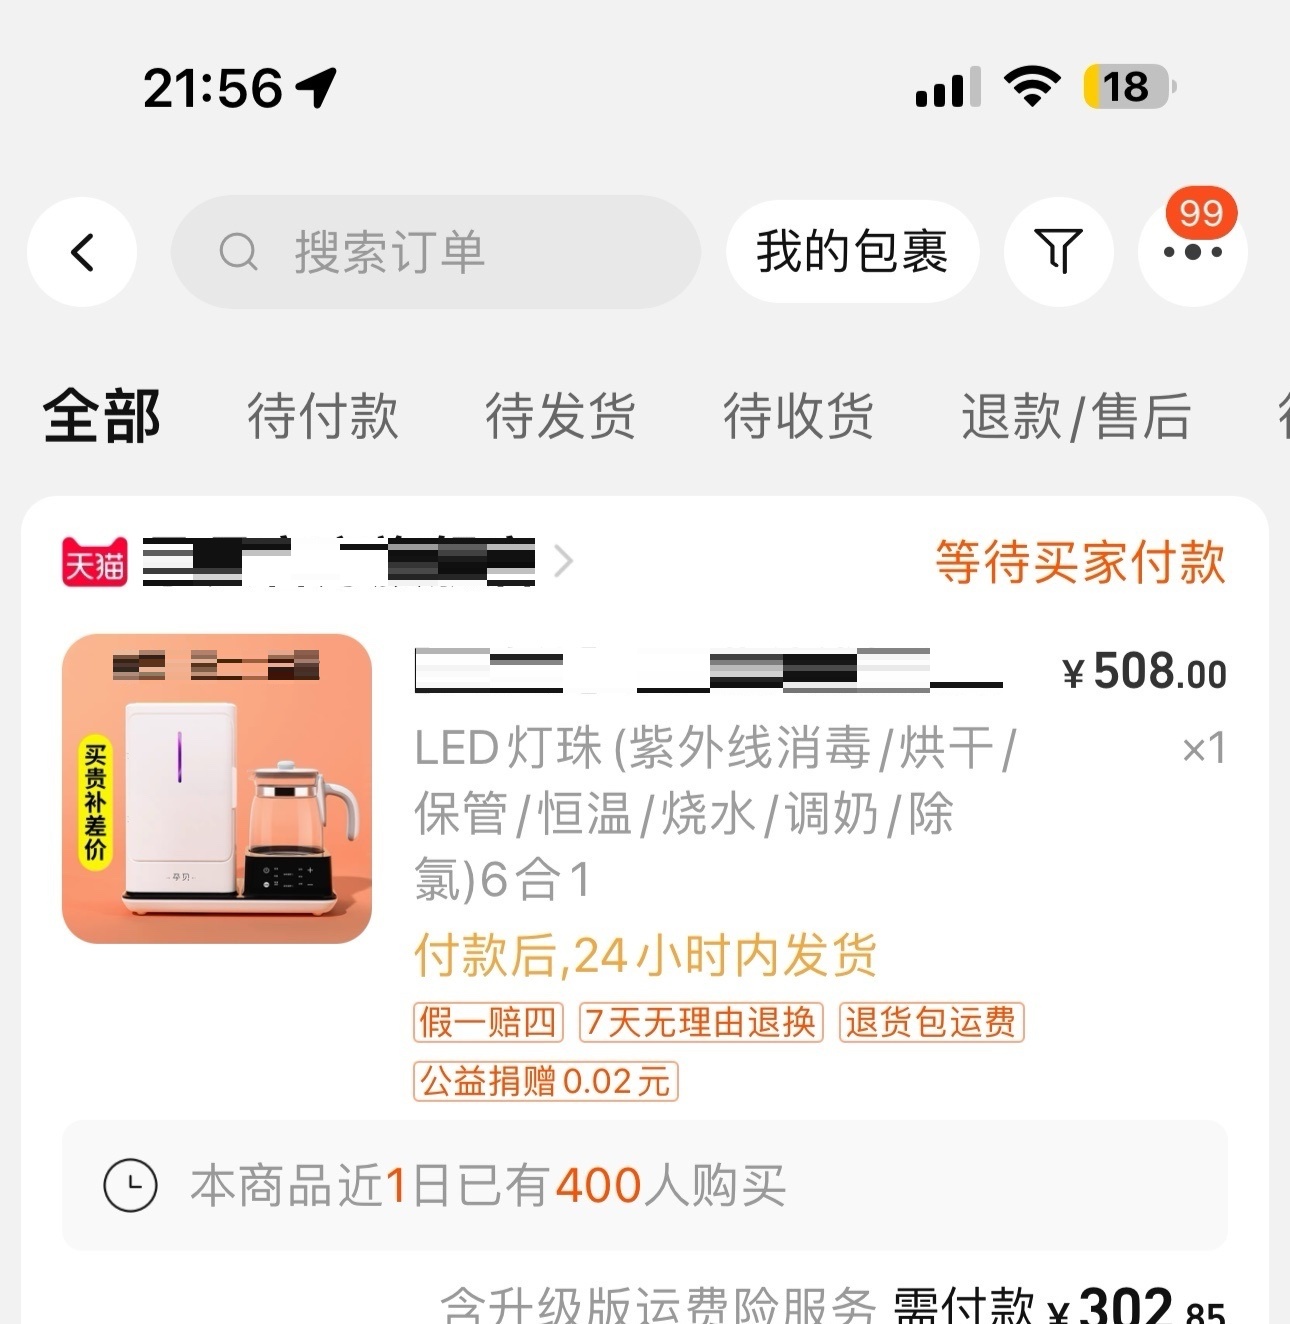 21:56
18
搜索订单
我的包裹
99
全部
待付款
待发货
待收货
退款/售后
天猫
等待买家付款
买贵补差价
孕贝
¥508.00
LED灯珠(紫外线消毒/烘干/
×1
保管/恒温/烧水/调奶/除
氯)6合1
付款后,24小时内发货
假一赔四
7天无理由退换
退货包运费
公益捐赠0.02元
本商品近1日已有400人购买
含升级版运费险服务 需付款¥302.85